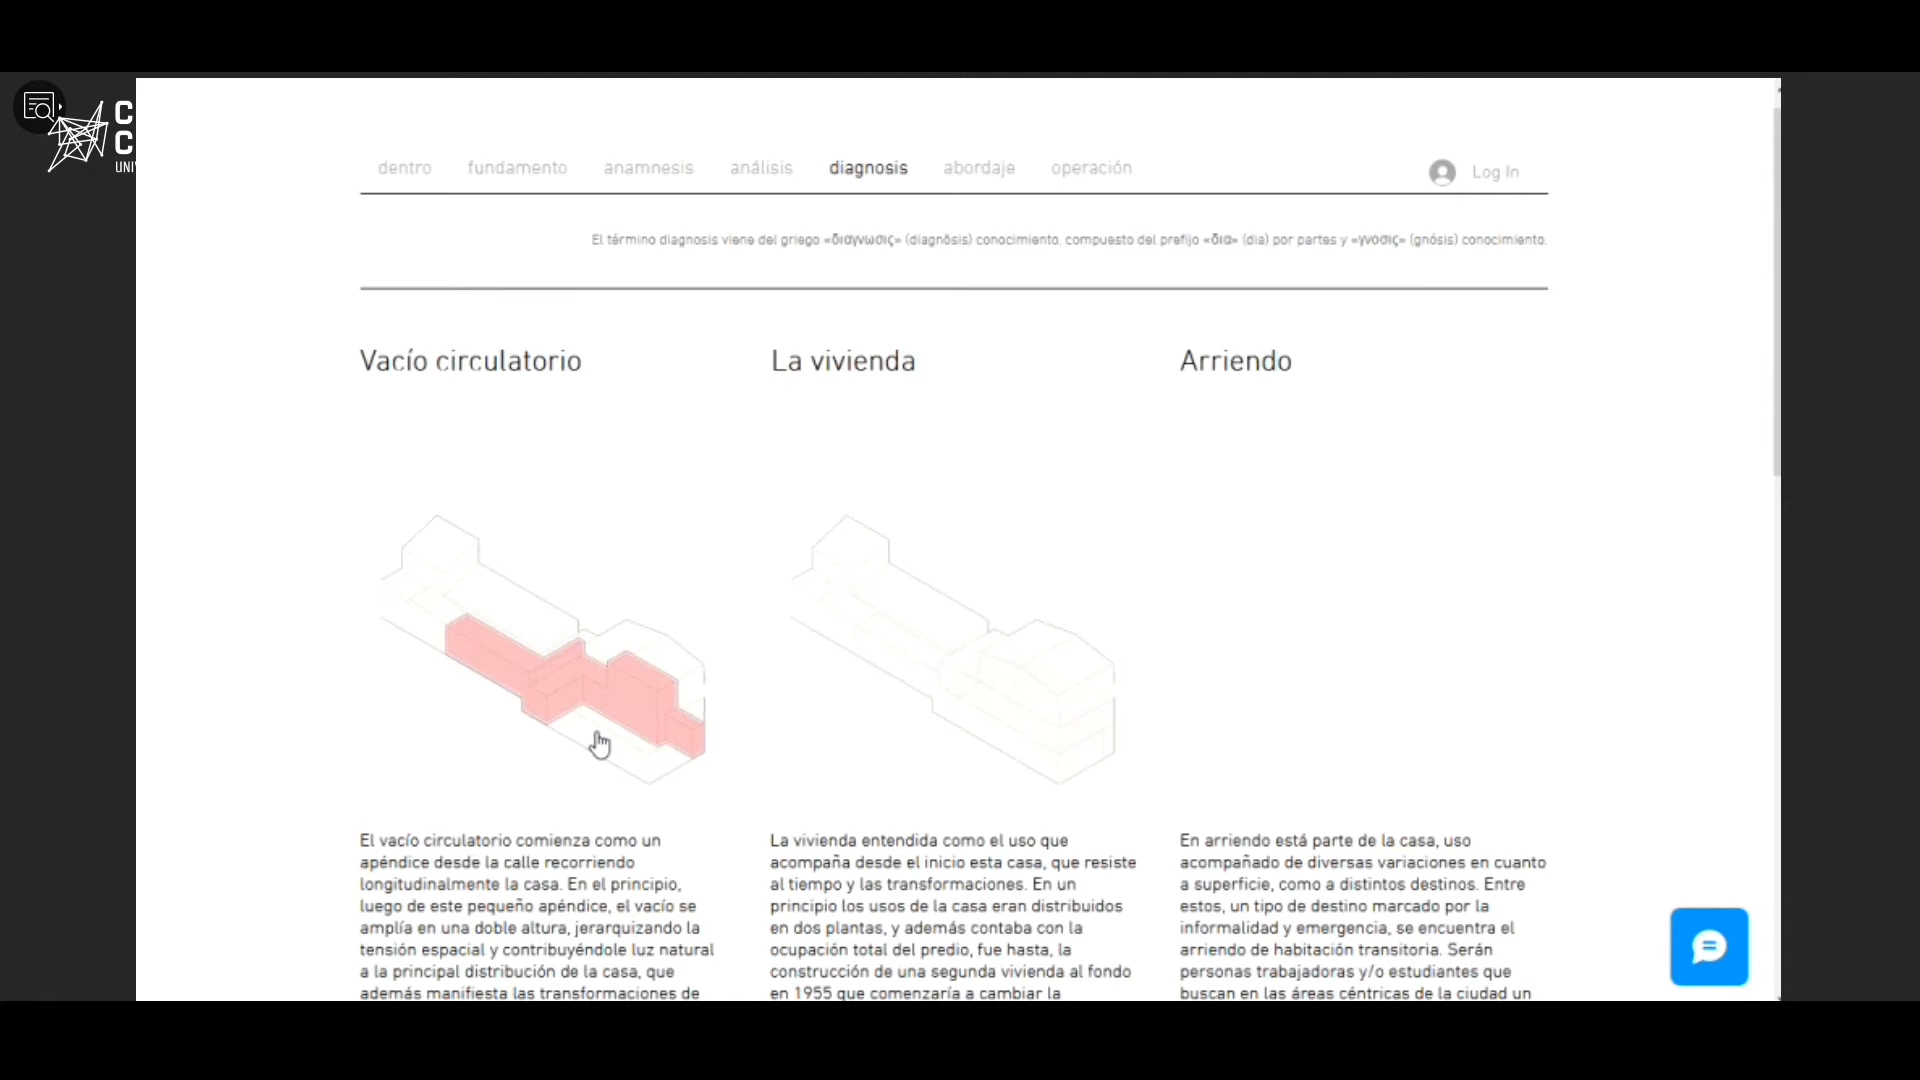 C
C
UNI
dentro fundamento anamnesis análisis diagnosis abordaje operación Log In
El término diagnosis viene del griego «διαγνωσις» (diagnōsis) conocimiento. compuesto del prefijo «δια» (dia) por partes y «γνοσις» (gnósis) conocimiento.
Vacío circulatorio
La vivienda
Arriendo
El vacío circulatorio comienza como un
apéndice desde la calle recorriendo
longitudinalmente la casa. En el principio,
luego de este pequeño apéndice, el vacío se
amplía en una doble altura, jerarquizando la
tensión espacial y contribuyéndole luz natural
a la principal distribución de la casa, que
además manifiesta las transformaciones de
La vivienda entendida como el uso que
acompaña desde el inicio esta casa, que resiste
al tiempo y las transformaciones. En un
principio los usos de la casa eran distribuidos
en dos plantas, y además contaba con la
ocupación total del predio, fue hasta, la
construcción de una segunda vivienda al fondo
en 1955 que comenzaría a cambiar la
En arriendo está parte de la casa, uso
acompañado de diversas variaciones en cuanto
a superficie, como a distintos destinos. Entre
estos, un tipo de destino marcado por la
informalidad y emergencia, se encuentra el
arriendo de habitación transitoria. Serán
personas trabajadoras y/o estudiantes que
buscan en las áreas céntricas de la ciudad un